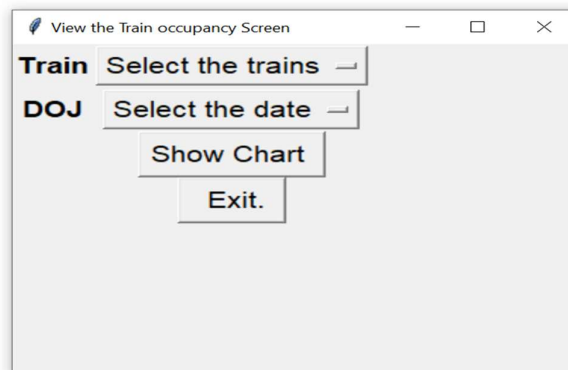 View the Train occupancy Screen
Train Select the trains
DOJ Select the date
Show Chart
Exit.